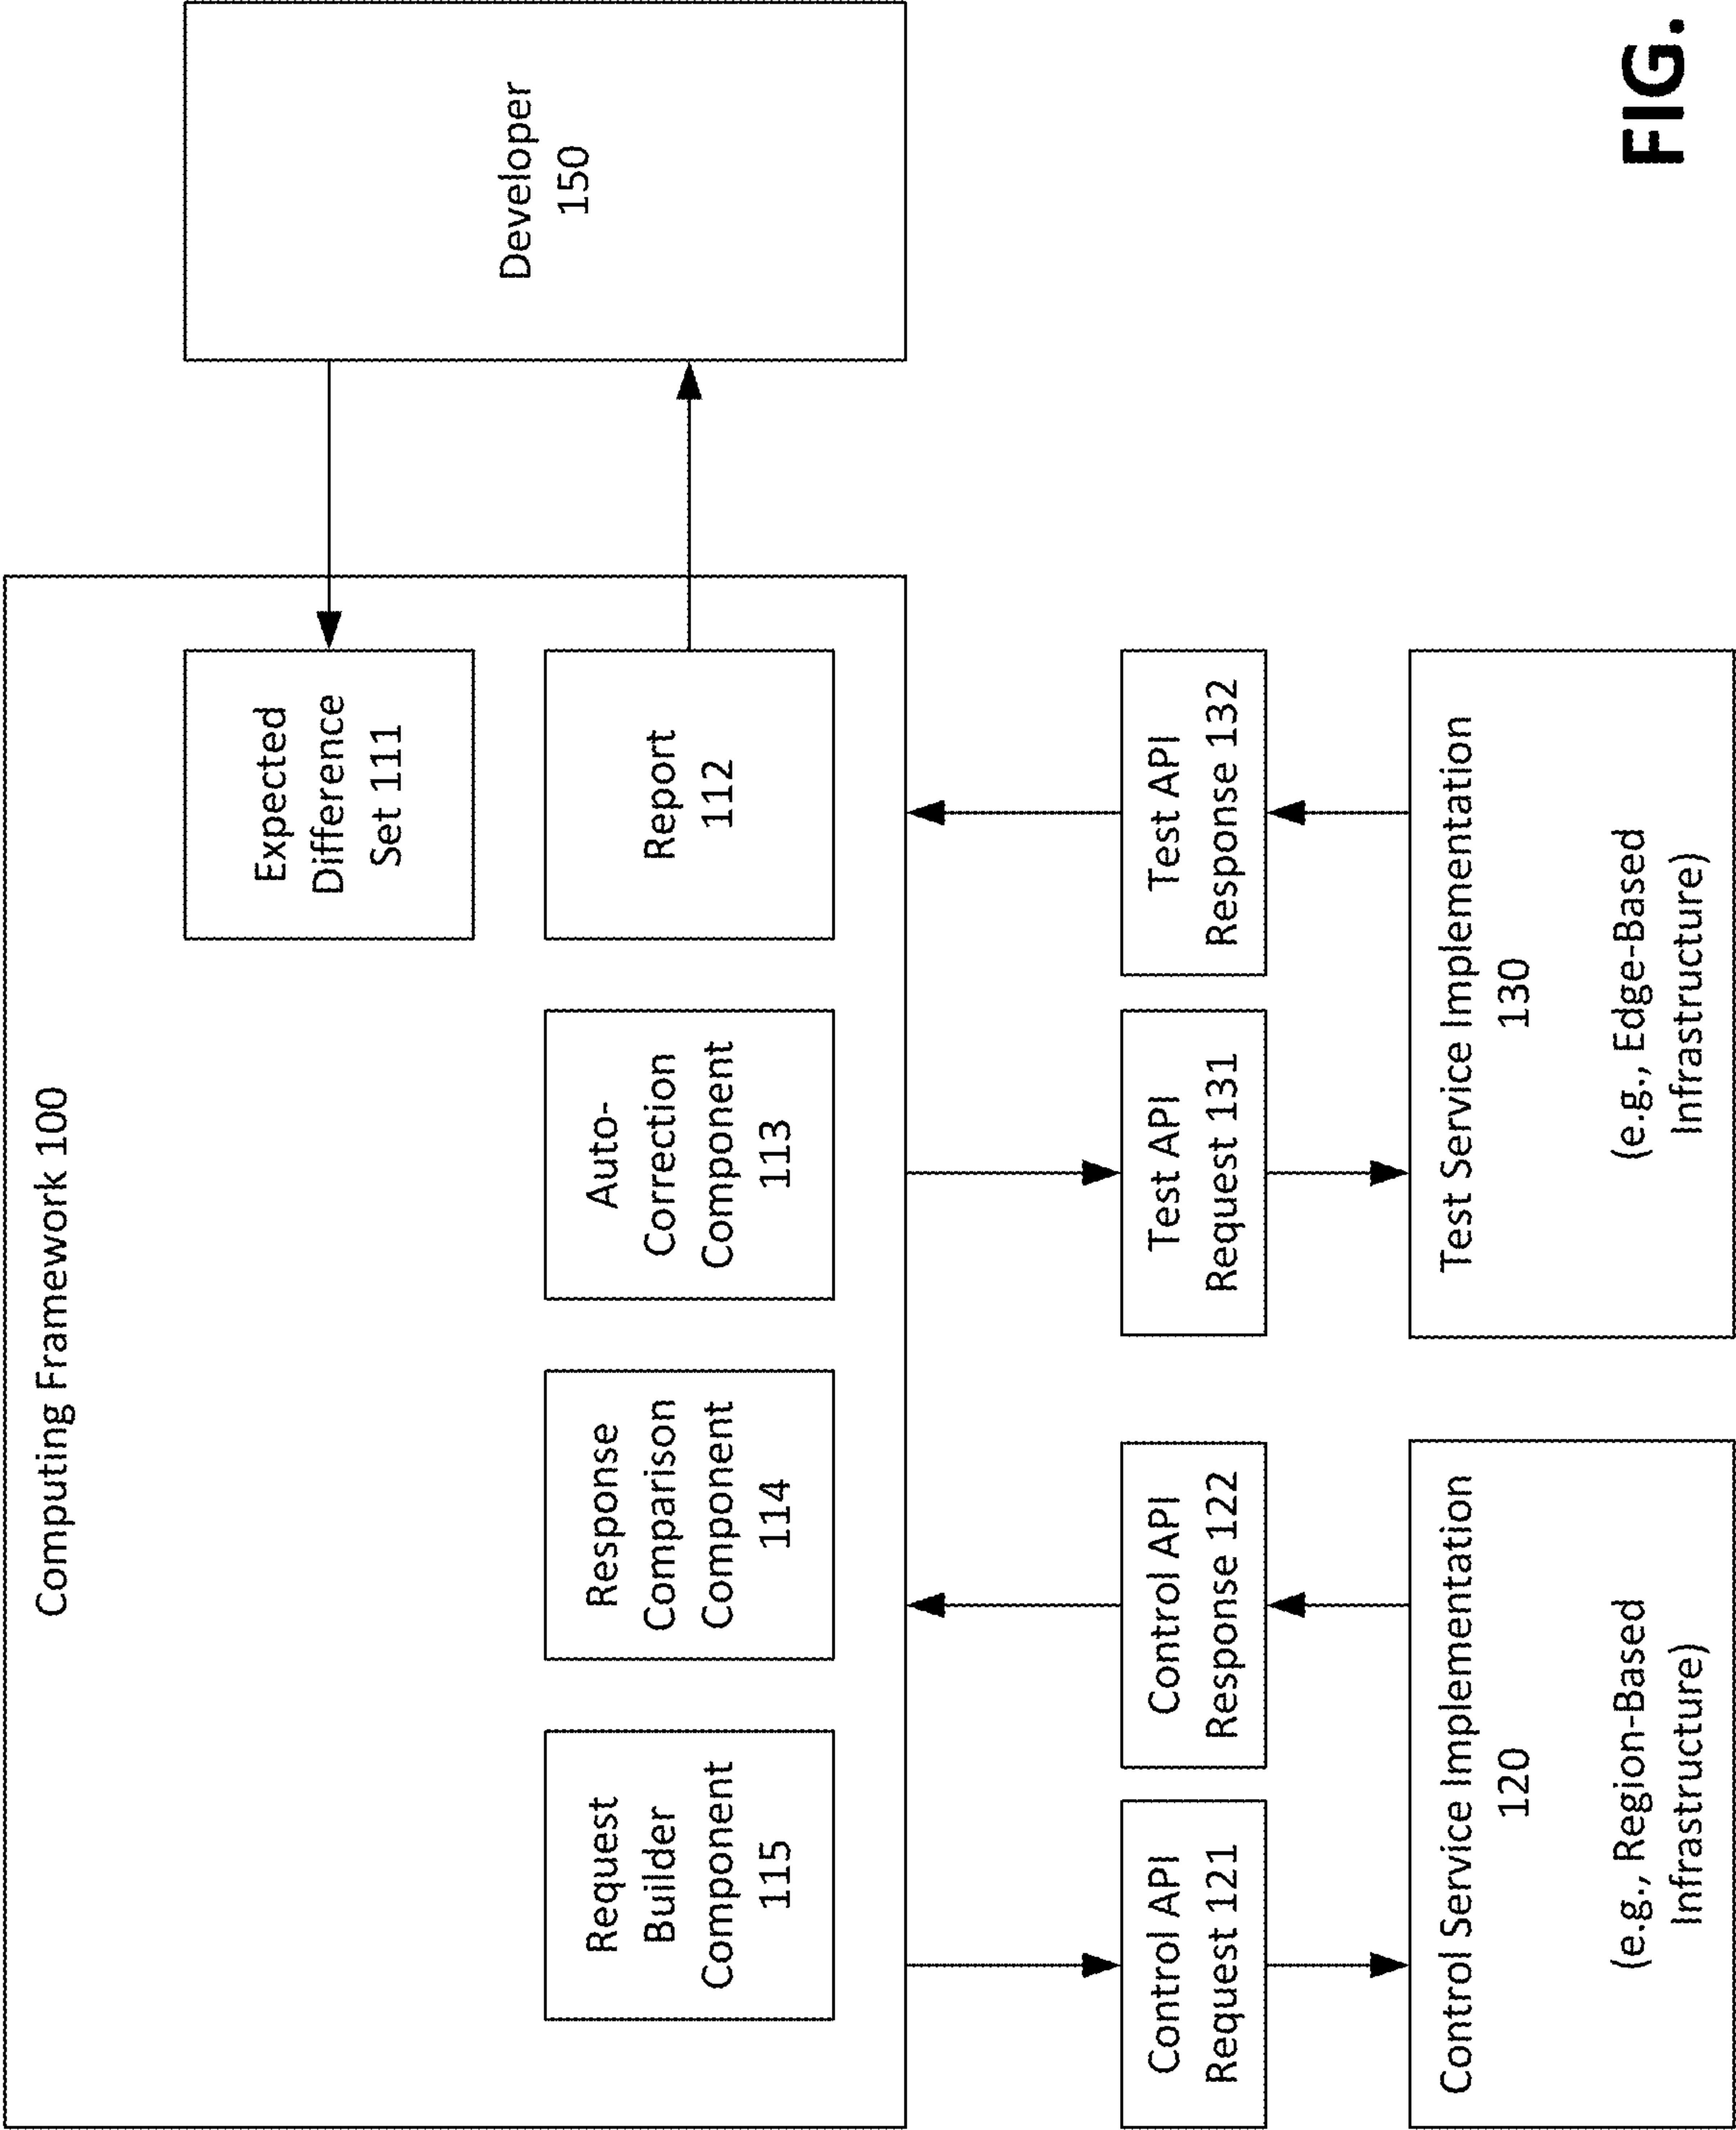 Computing Framework 100
Expected
Difference
Set 111
Developer
150
Request
Builder
Component
115
Response
Comparison
Component
114
Auto-
Correction
Component
113
Report
112
Control API
Request 121
Control API
Response 122
Test API
Request 131
Test API
Response 132
Control Service Implementation
120
(e.g., Region-Based
Infrastructure)
Test Service Implementation
130
(e.g., Edge-Based
Infrastructure)
FIG.